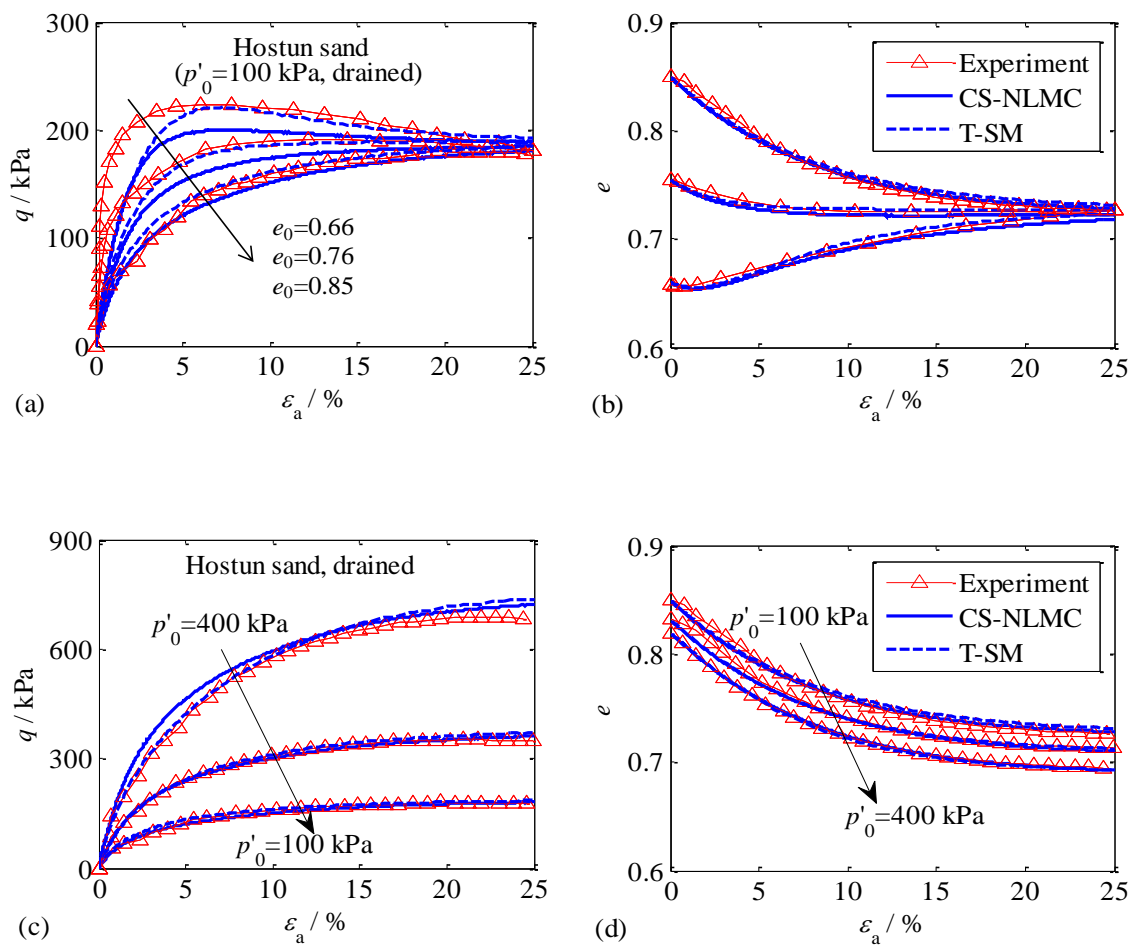 300
200
100
0
q / kPa
Hostun sand
(p'0=100 kPa, drained)
e0=0.66
e0=0.76
e0=0.85
0 5 10 15 20 25
εa / %
(a)
0.9
0.8
0.7
0.6
e
Experiment
CS-NLMC
T-SM
0 5 10 15 20 25
εa / %
(b)
900
600
300
0
q / kPa
Hostun sand, drained
p'0=400 kPa
p'0=100 kPa
0 5 10 15 20 25
εa / %
(c)
0.9
0.8
0.7
0.6
e
Experiment
CS-NLMC
T-SM
p'0=100 kPa
p'0=400 kPa
0 5 10 15 20 25
εa / %
(d)